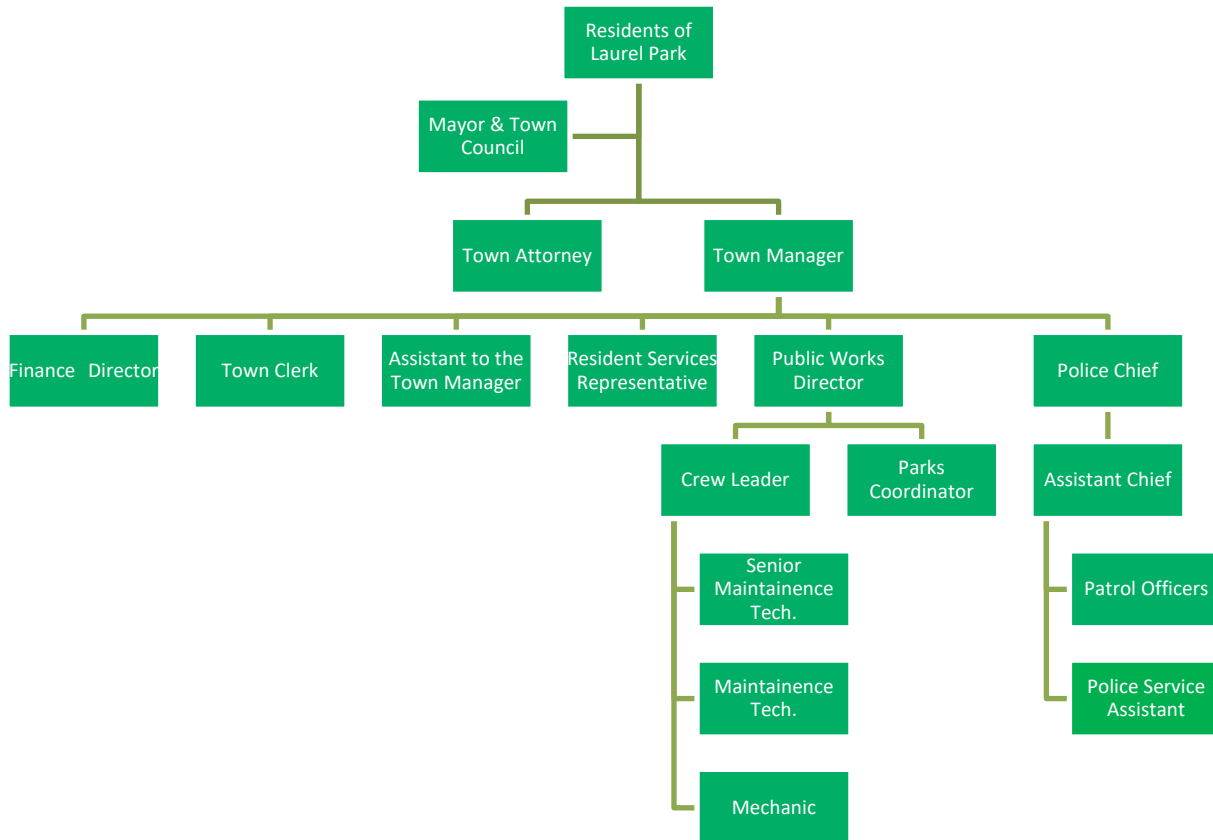 Residents of
Laurel Park
Mayor & Town
Council
Town Attorney
Town Manager
Finance  Director
Town Clerk
Assistant to the
Town Manager
Resident Services
Representative
Public Works
Director
Police Chief
Crew Leader
Parks
Coordinator
Assistant Chief
Senior
Maintainence
Tech.
Patrol Officers
Maintainence
Tech.
Police Service
Assistant
Mechanic